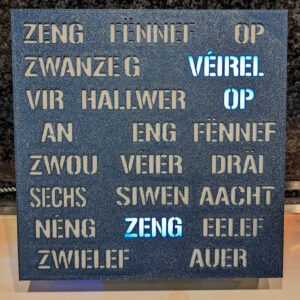 ZENG FËNNEF OP
ZWANZEG VÉIREL
VIR HALLWER OP
AN ENG FËNNEF
ZWOU VÉIER DRÄI
SECHS SIWEN AACHT
NÉNG ZENG EELEF
ZWIELEF AUER